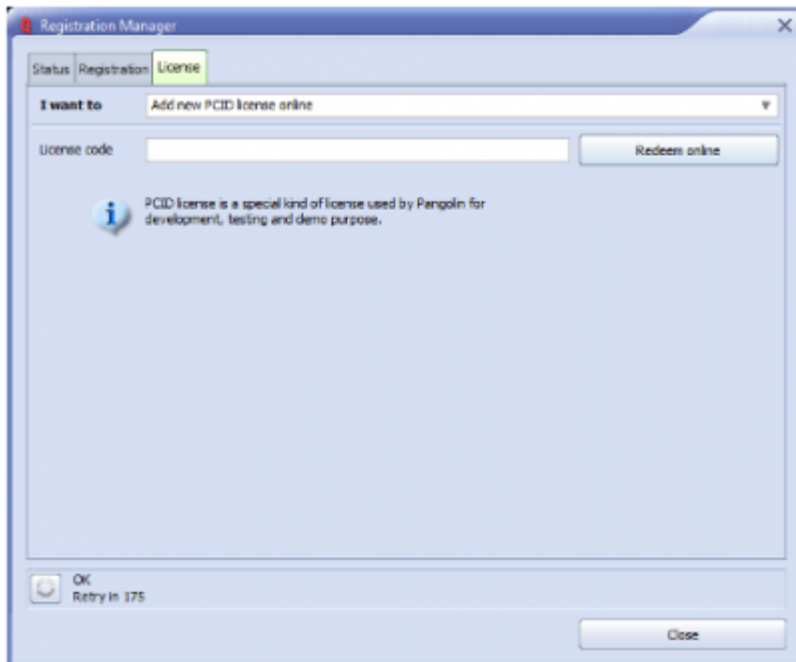 Registration Manager
Status Registration License
I want to Add new PCID license online
License code Redeem online
PCID license is a special kind of license used by Pangolin for
development, testing and demo purpose.
OK
Retry in 175
Close